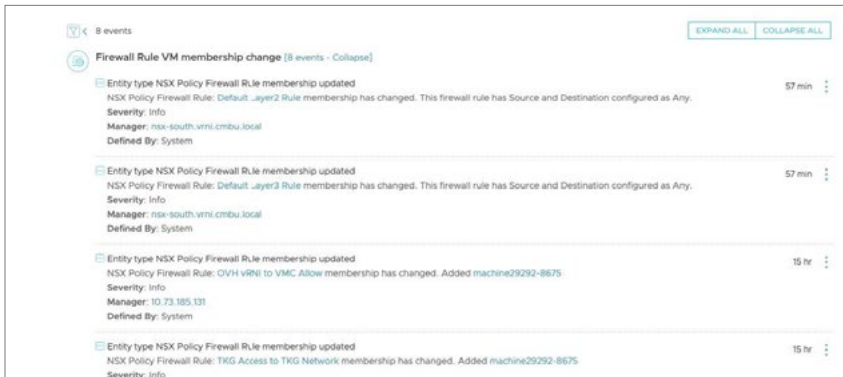 8 events
EXPAND ALL COLLAPSE ALL
Firewall Rule VM membership change [8 events - Collapse]
Entity type NSX Policy Firewall Rule membership updated
57 min
NSX Policy Firewall Rule: Default Layer2 Rule membership has changed. This firewall rule has Source and Destination configured as Any.
Severity: Info
Manager: nsx-south.vrni.cmbu.local
Defined By: System
Entity type NSX Policy Firewall Rule membership updated
57 min
NSX Policy Firewall Rule: Default Layer3 Rule membership has changed. This firewall rule has Source and Destination configured as Any.
Severity: Info
Manager: nsx-south.vrni.cmbu.local
Defined By: System
Entity type NSX Policy Firewall Rule membership updated
15 hr
NSX Policy Firewall Rule: OVH vRNI to VMC Allow membership has changed. Added machine29292-8675
Severity: Info
Manager: 10.73.185.131
Defined By: System
Entity type NSX Policy Firewall Rule membership updated
15 hr
NSX Policy Firewall Rule: TKG Access to TKG Network membership has changed. Added machine29292-8675
Severity: Info